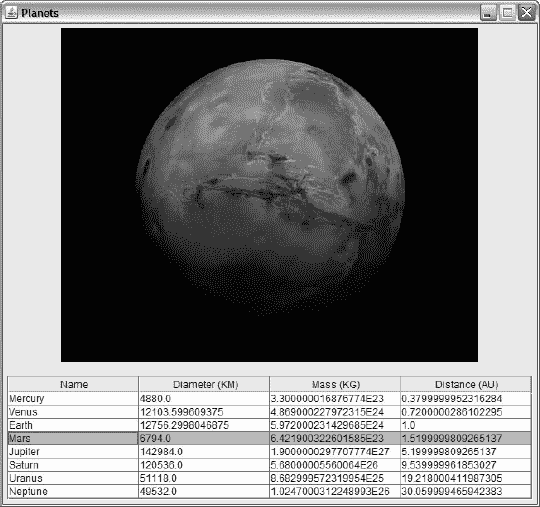 Planets
Name Diameter (KM) Mass (KG) Distance (AU)
Mercury 4880.0 3.300000016876774E23 0.3799999952316284
Venus 12103.599609375 4.869000227972315E24 0.7200000286102295
Earth 12756.2998046875 5.972000231429685E24 1.0
Mars 6794.0 6.421900322601585E23 1.5199999809265137
Jupiter 142984.0 1.9000000297707774E27 5.199999809265137
Saturn 120536.0 5.68000005560064E26 9.539999961853027
Uranus 51118.0 8.682999572319954E25 19.218000411987305
Neptune 49532.0 1.0247000312248993E26 30.059999465942383